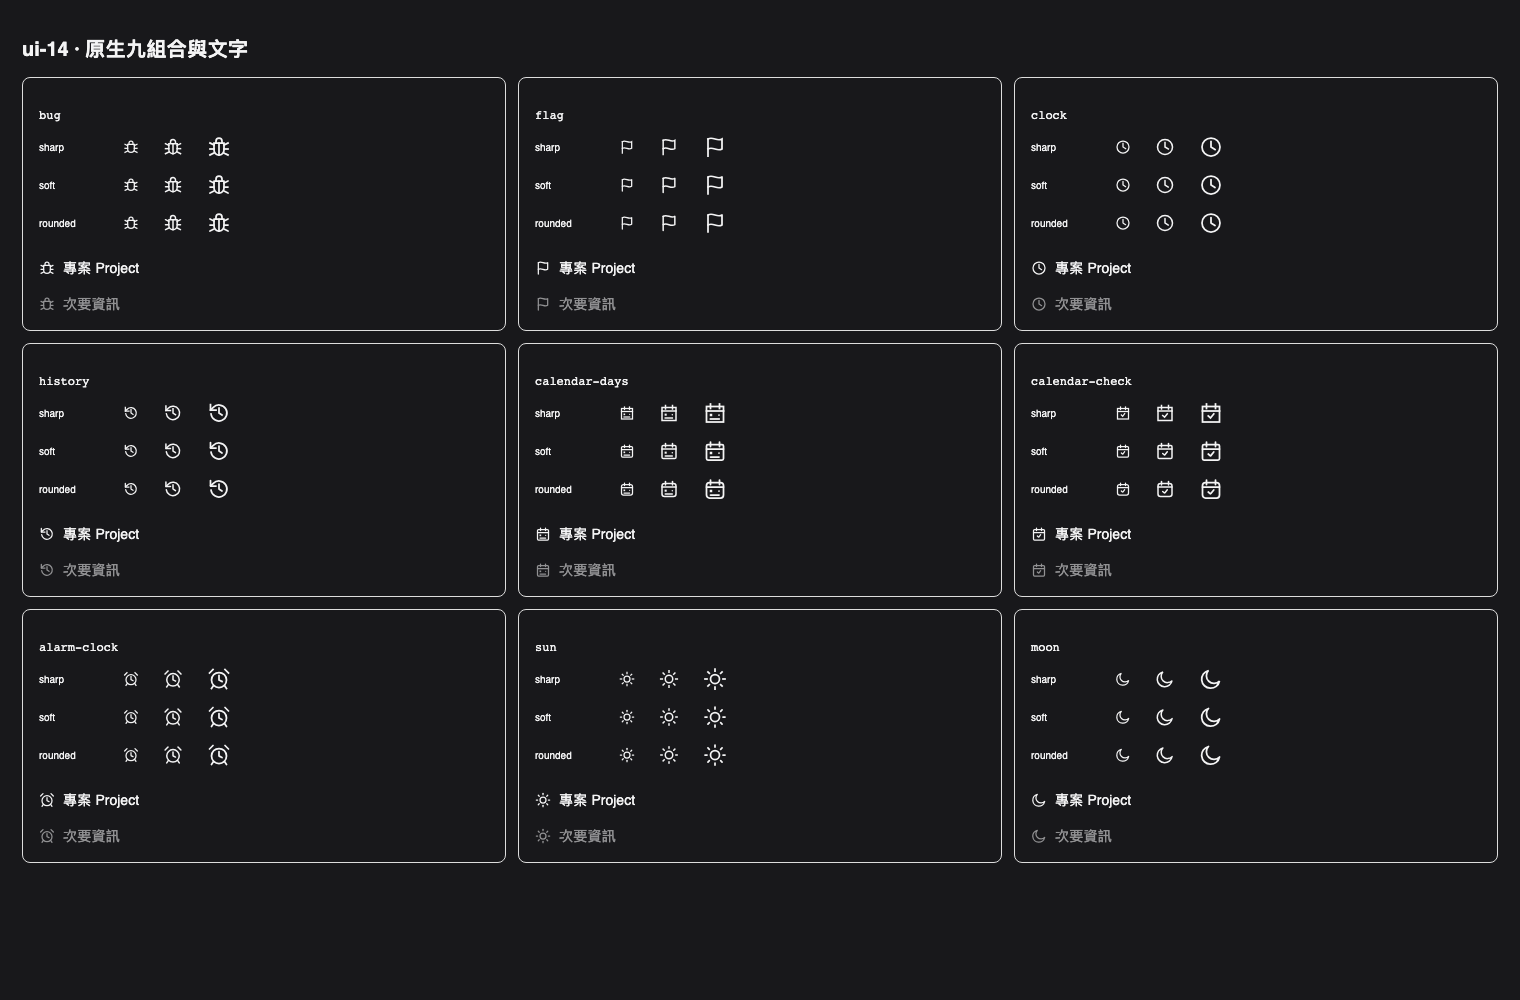 ui-14 · 原生九組合與文字
bug
sharp
soft
rounded
專案 Project
次要資訊
flag
sharp
soft
rounded
專案 Project
次要資訊
clock
sharp
soft
rounded
專案 Project
次要資訊
history
sharp
soft
rounded
專案 Project
次要資訊
calendar-days
sharp
soft
rounded
專案 Project
次要資訊
calendar-check
sharp
soft
rounded
專案 Project
次要資訊
alarm-clock
sharp
soft
rounded
專案 Project
次要資訊
sun
sharp
soft
rounded
專案 Project
次要資訊
moon
sharp
soft
rounded
專案 Project
次要資訊